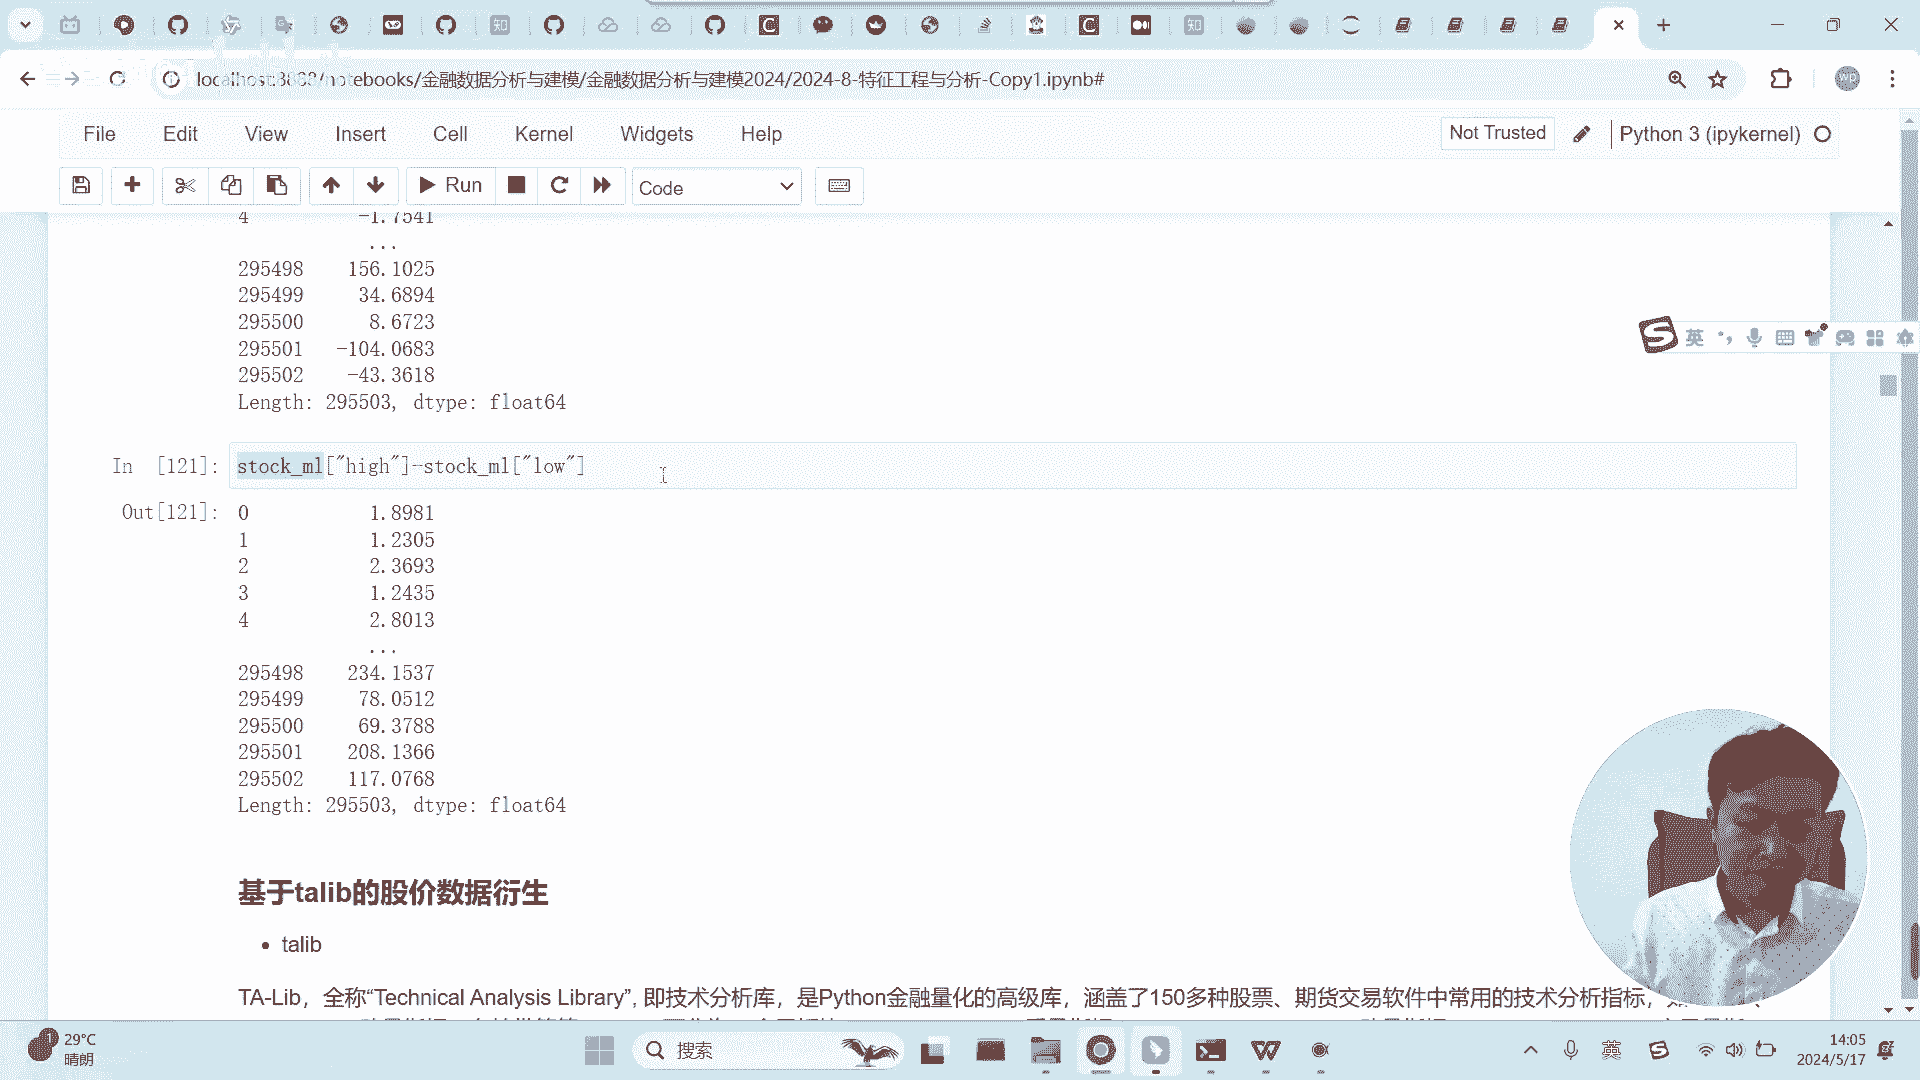 localhost:8888/notebooks/金融数据分析与建模/金融数据分析与建模2024/2024-8-特征工程与分析-Copy1.ipynb#
wp
File Edit View Insert Cell Kernel Widgets Help
Not Trusted
Python 3 (ipykernel)
Run
Code
4 -1.7541
...
295498 156.1025
295499 34.6894
295500 8.6723
295501 -104.0683
295502 -43.3618
Length: 295503, dtype: float64
英
In [121]: stock_ml["high"]-stock_ml["low"]
Out[121]: 0 1.8981
1 1.2305
2 2.3693
3 1.2435
4 2.8013
...
295498 234.1537
295499 78.0512
295500 69.3788
295501 208.1366
295502 117.0768
Length: 295503, dtype: float64
基于talib的股价数据衍生
• talib
TA-Lib，全称“Technical Analysis Library”, 即技术分析库，是Python金融量化的高级库，涵盖了150多种股票、期货交易软件中常用的技术分析指标，
1
29°C
晴朗
搜索
英
14:05
2024/5/17